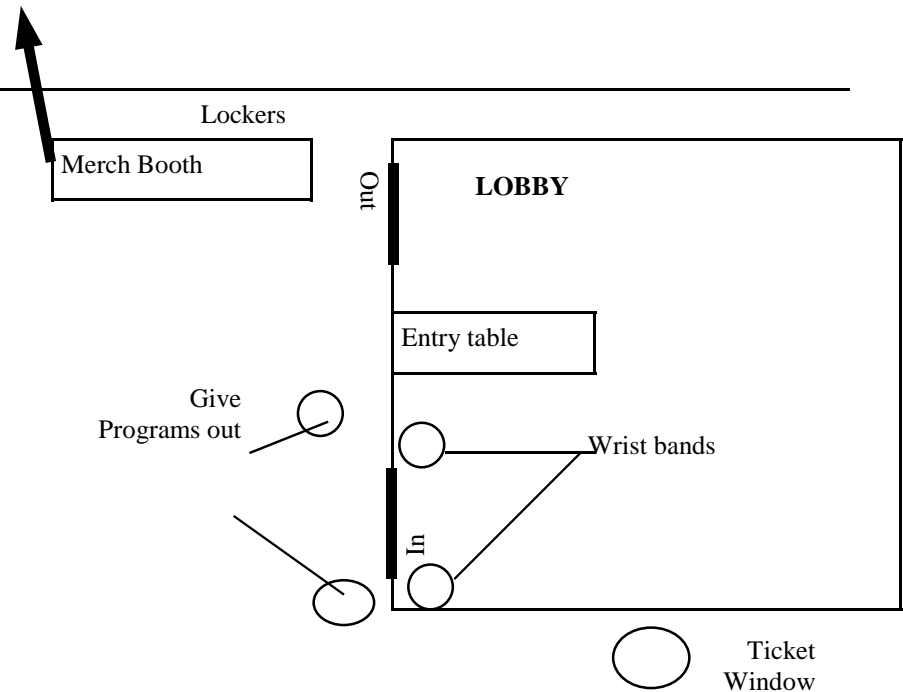 Lockers
Merch Booth
Out
LOBBY
Entry table
Give
Programs out
Wrist bands
In
Ticket
Window